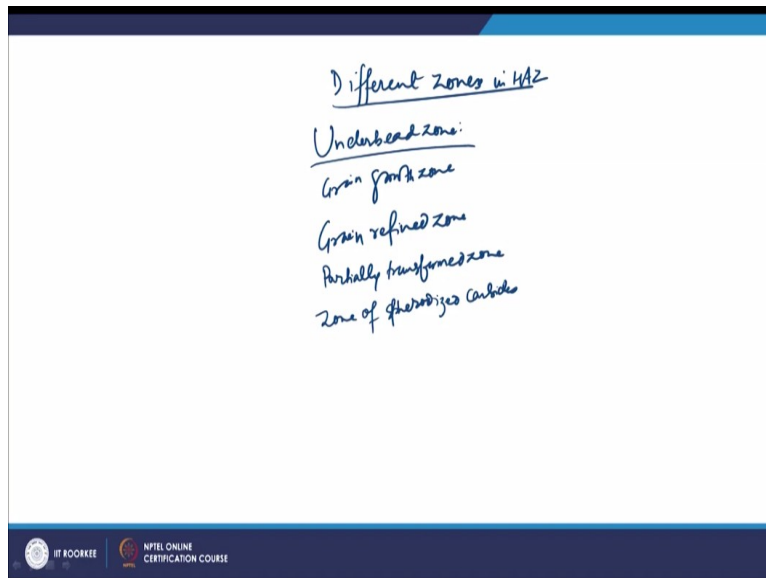 Different zones in HAZ
Underbead zone:
Grain growth zone
Grain refined zone
Partially transformed zone
Zone of spherodized carbides
IIT ROORKEE
NPTEL ONLINE
CERTIFICATION COURSE